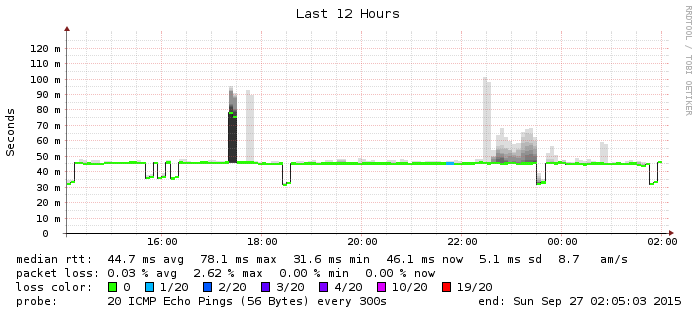 Last 12 Hours
RRDTOOL / TOBI OETIKER
Seconds
120 m
110 m
100 m
90 m
80 m
70 m
60 m
50 m
40 m
30 m
20 m
10 m
0
16:00 18:00 20:00 22:00 00:00 02:00
median rtt: 44.7 ms avg 78.1 ms max 31.6 ms min 46.1 ms now 5.1 ms sd 8.7 am/s
packet loss: 0.03 % avg 2.62 % max 0.00 % min 0.00 % now
loss color: 0 1/20 2/20 3/20 4/20 10/20 19/20
probe: 20 ICMP Echo Pings (56 Bytes) every 300s end: Sun Sep 27 02:05:03 2015